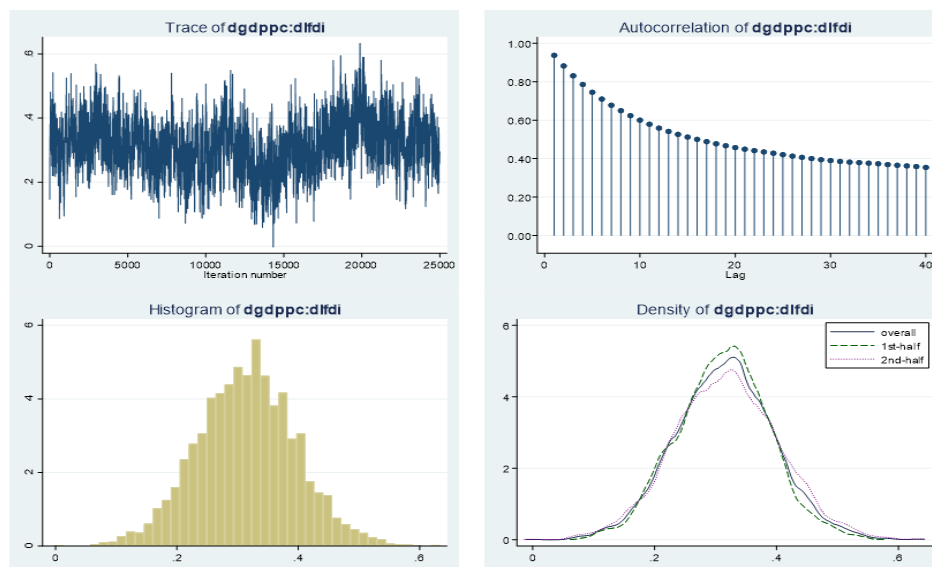 Trace of dgdppc:dlfdi
.6
.4
.2
0
0 5000 10000 15000 20000 25000
Iteration number
Autocorrelation of dgdppc:dlfdi
1.00
0.80
0.60
0.40
0.20
0.00
0 10 20 30 40
Lag
Histogram of dgdppc:dlfdi
6
4
2
0
0 .2 .4 .6
Density of dgdppc:dlfdi
overall
1st-half
2nd-half
6
4
2
0
0 .2 .4 .6